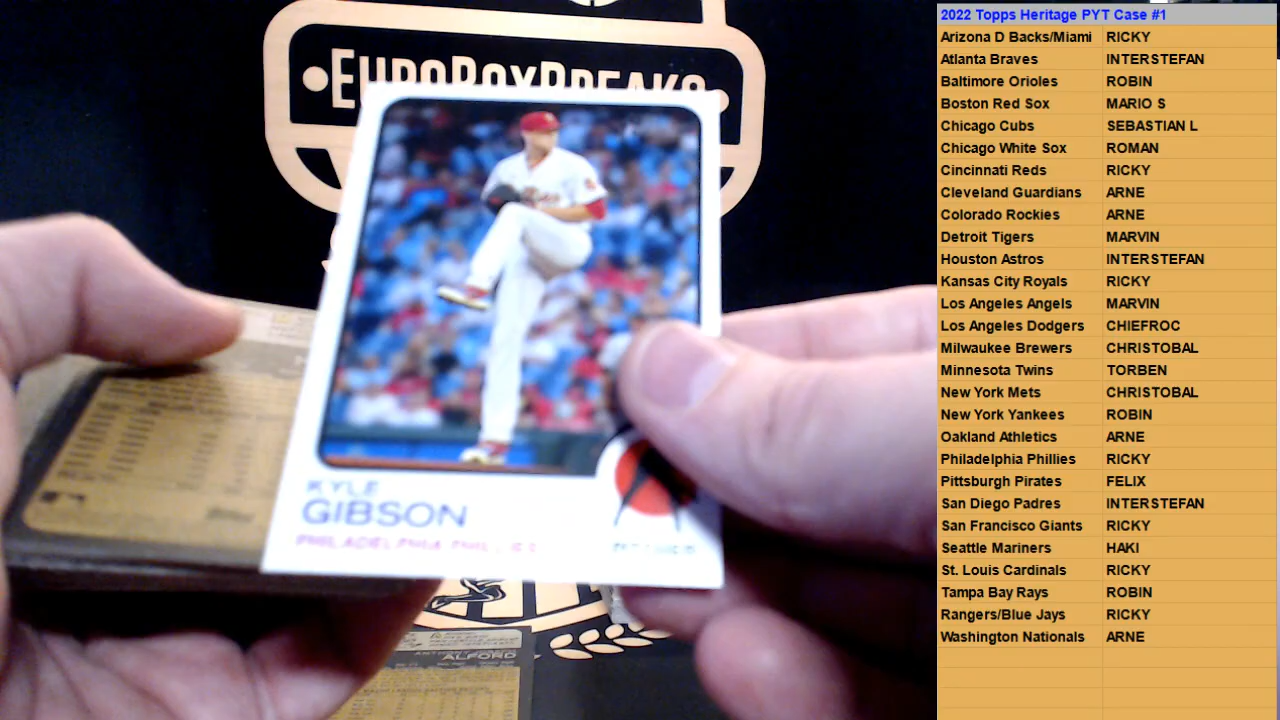 EUROBOXBREAKS
KYLE
GIBSON
PHILADELPHIA PHILLIES
PITCHER
ALFORD
2022 Topps Heritage PYT Case #1
Arizona D Backs/Miami RICKY
Atlanta Braves INTERSTEFAN
Baltimore Orioles ROBIN
Boston Red Sox MARIO S
Chicago Cubs SEBASTIAN L
Chicago White Sox ROMAN
Cincinnati Reds RICKY
Cleveland Guardians ARNE
Colorado Rockies ARNE
Detroit Tigers MARVIN
Houston Astros INTERSTEFAN
Kansas City Royals RICKY
Los Angeles Angels MARVIN
Los Angeles Dodgers CHIEFROC
Milwaukee Brewers CHRISTOBAL
Minnesota Twins TORBEN
New York Mets CHRISTOBAL
New York Yankees ROBIN
Oakland Athletics ARNE
Philadelphia Phillies RICKY
Pittsburgh Pirates FELIX
San Diego Padres INTERSTEFAN
San Francisco Giants RICKY
Seattle Mariners HAKI
St. Louis Cardinals RICKY
Tampa Bay Rays ROBIN
Rangers/Blue Jays RICKY
Washington Nationals ARNE